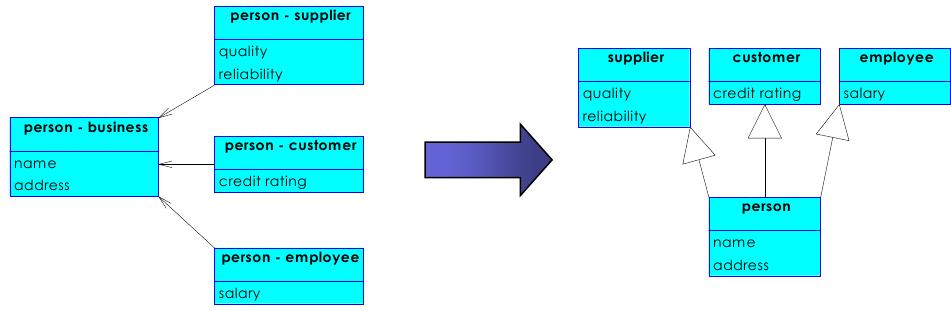 person - supplier
quality
reliability
person - business
name
address
person - customer
credit rating
person - employee
salary
supplier
quality
reliability
customer
credit rating
employee
salary
person
name
address